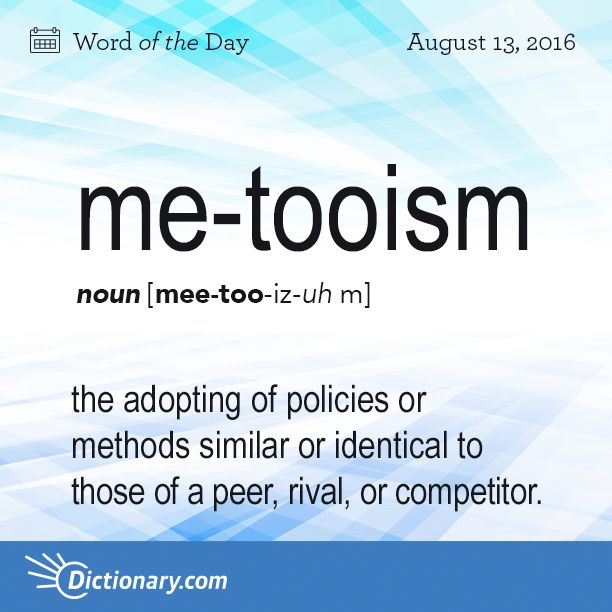 Word of the Day
August 13, 2016
me-tooism
noun [mee-too-iz-uh m]
the adopting of policies or
methods similar or identical to
those of a peer, rival, or competitor.
Dictionary.com